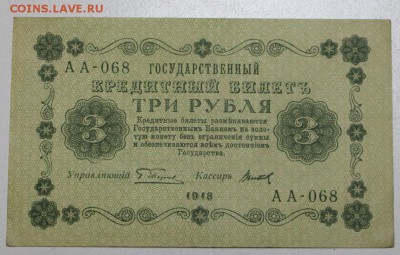 COINS.ЛАВЕ.RU
АА-068
ГОСУДАРСТВЕННЫЙ
КРЕДИТНЫЙ БИЛЕТЪ
ТРИ РУБЛЯ
3 3
Кредитные билеты размѣниваются
Государственнымъ Банкомъ на золо-
тую монету безъ ограниченія суммы
и обезпечиваются всѣмъ достояніемъ
Государства.
Управляющій Кассиръ
1918
АА-068